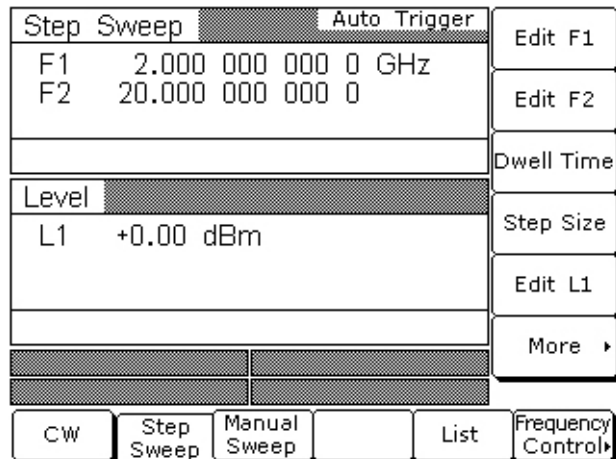 Step Sweep Auto Trigger
F1 2.000 000 000 0 GHz
F2 20.000 000 000 0
Level
L1 +0.00 dBm
Edit F1
Edit F2
Dwell Time
Step Size
Edit L1
More
CW
Step
Sweep
Manual
Sweep
List
Frequency
Control